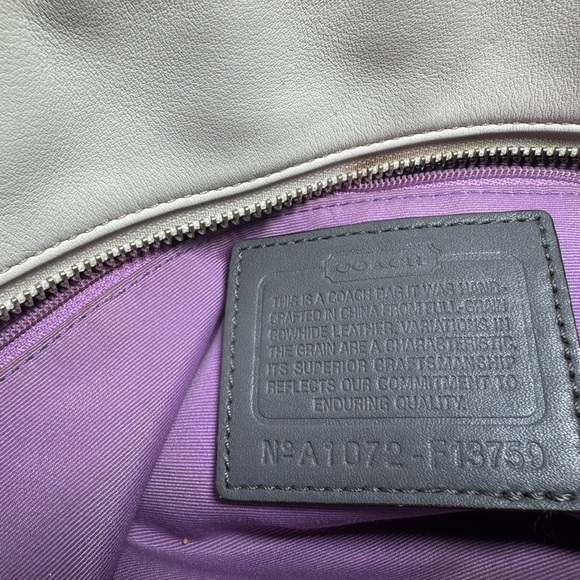 COACH
THIS IS A COACH BAG.IT WAS HAND-
CRAFTED IN CHINA FROM FULL-GRAIN
COWHIDE LEATHER, VARIATIONS IN
THE GRAIN ARE A CHARACTERISTIC.
ITS SUPERIOR CRAFTSMANSHIP
REFLECTS OUR COMMITMENT TO
ENDURING QUALITY.
Nº A1072-F13759